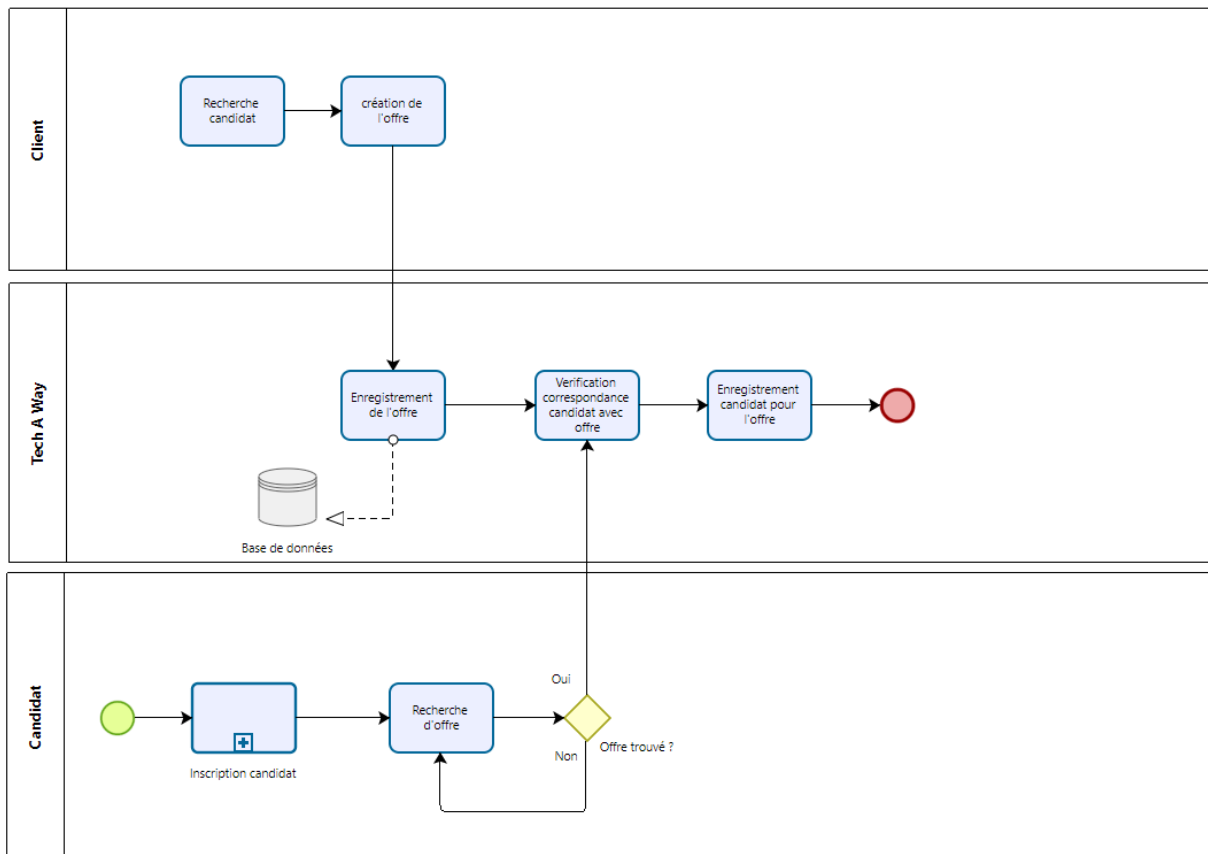 Client
Recherche
candidat
création de
l'offre
Tech A Way
Enregistrement
de l'offre
Verification
correspondance
candidat avec
offre
Enregistrement
candidat pour
l'offre
Base de données
Candidat
Inscription candidat
Recherche
d'offre
Oui
Non
Offre trouvé ?